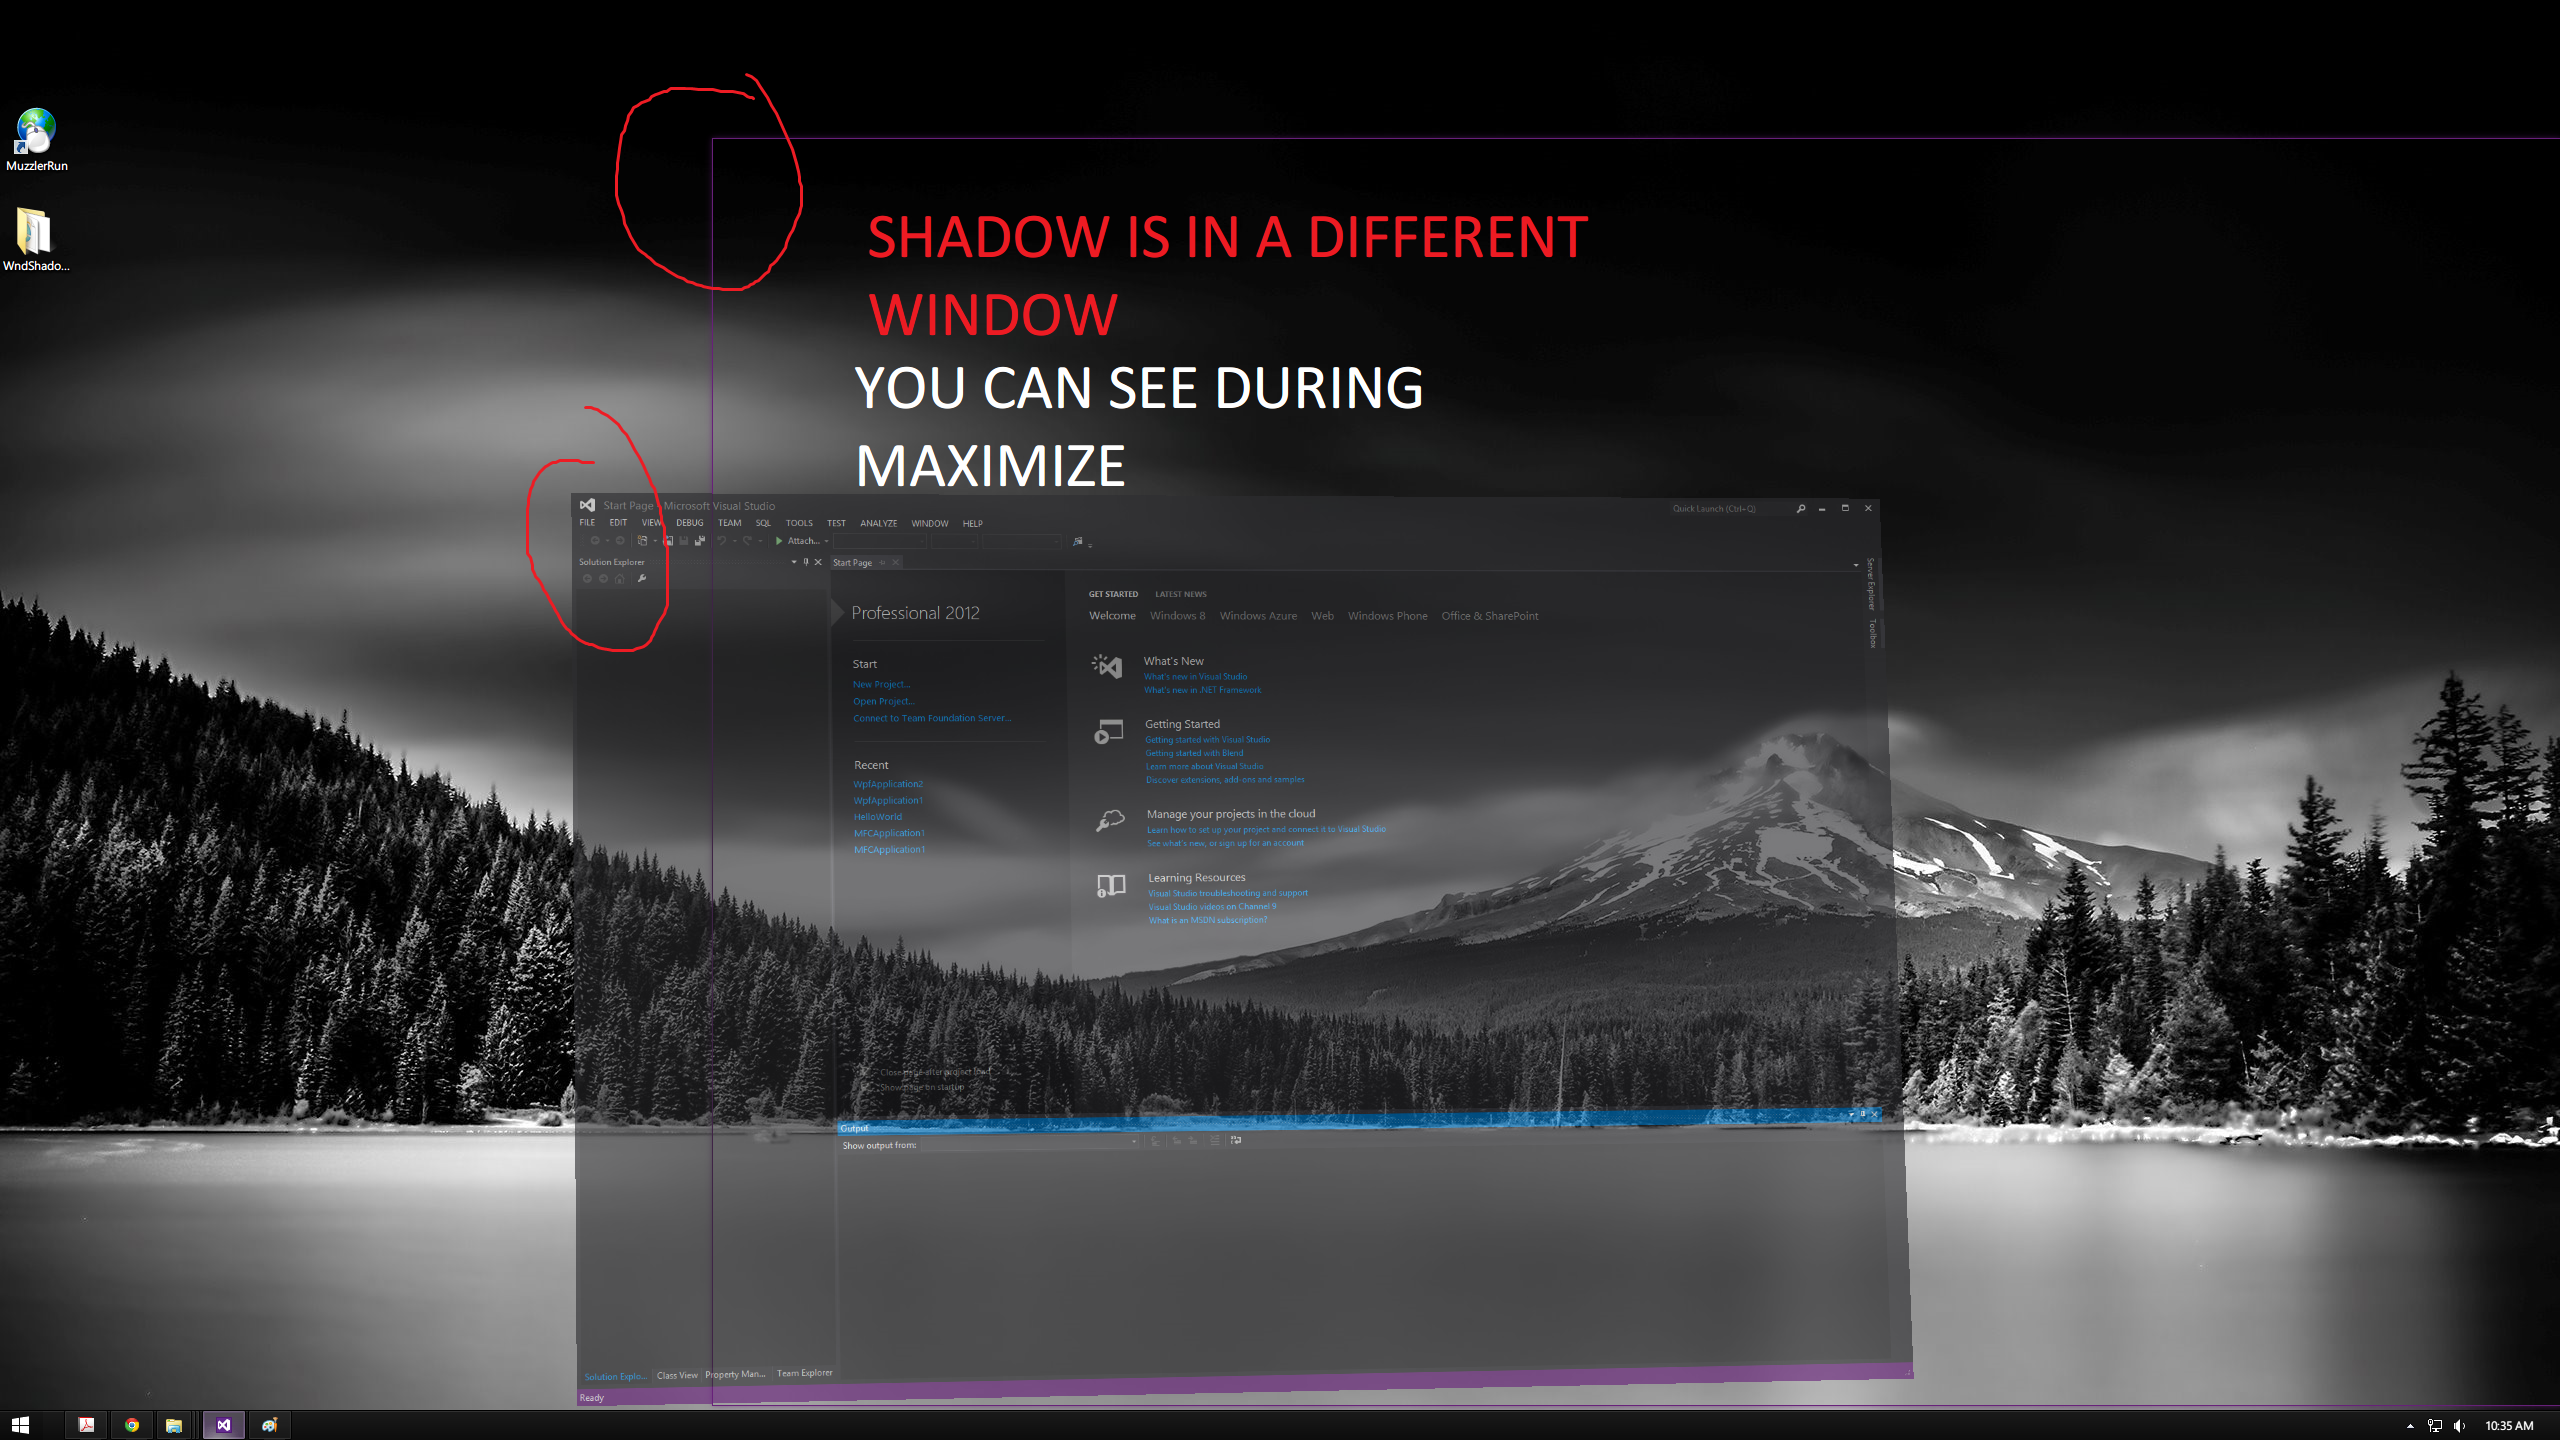 MuzzlerRun
WndShado...
SHADOW IS IN A DIFFERENT
WINDOW
YOU CAN SEE DURING
MAXIMIZE
Start Page - Microsoft Visual Studio
Quick Launch (Ctrl+Q)
FILE EDIT VIEW DEBUG TEAM SQL TOOLS TEST ANALYZE WINDOW HELP
Attach...
Solution Explorer
Start Page
Server Explorer
Toolbox
Professional 2012
Start
New Project...
Open Project...
Connect to Team Foundation Server...
Recent
WpfApplication2
WpfApplication1
HelloWorld
MFCApplication1
MFCApplication1
Close page after project load
Show page on startup
GET STARTED LATEST NEWS
Welcome Windows 8 Windows Azure Web Windows Phone Office & SharePoint
What's New
What's new in Visual Studio
What's new in .NET Framework
Getting Started
Getting started with Visual Studio
Getting started with Blend
Learn more about Visual Studio
Discover extensions, add-ons and samples
Manage your projects in the cloud
Learn how to set up your project and connect it to Visual Studio
See what's new, or sign up for an account
Learning Resources
Visual Studio troubleshooting and support
Visual Studio videos on Channel 9
What is an MSDN subscription?
Output
Show output from:
Solution Explo... Class View Property Man... Team Explorer
Ready
10:35 AM